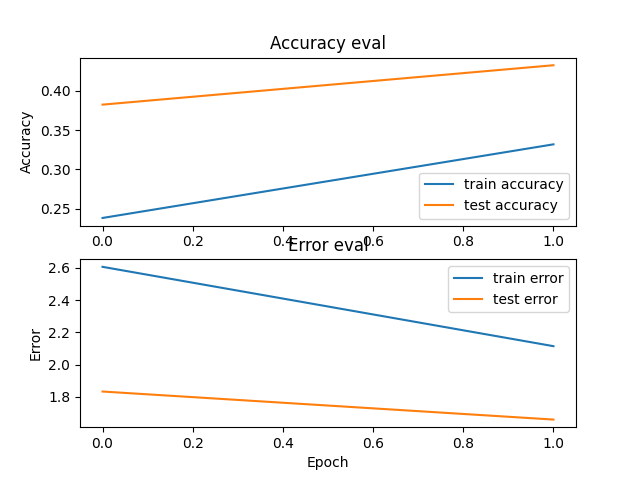 Accuracy eval
Accuracy
0.40
0.35
0.30
0.25
train accuracy
test accuracy
0.0 0.2 0.4 0.6 0.8 1.0
Error eval
Error
2.6
2.4
2.2
2.0
1.8
train error
test error
0.0 0.2 0.4 0.6 0.8 1.0
Epoch